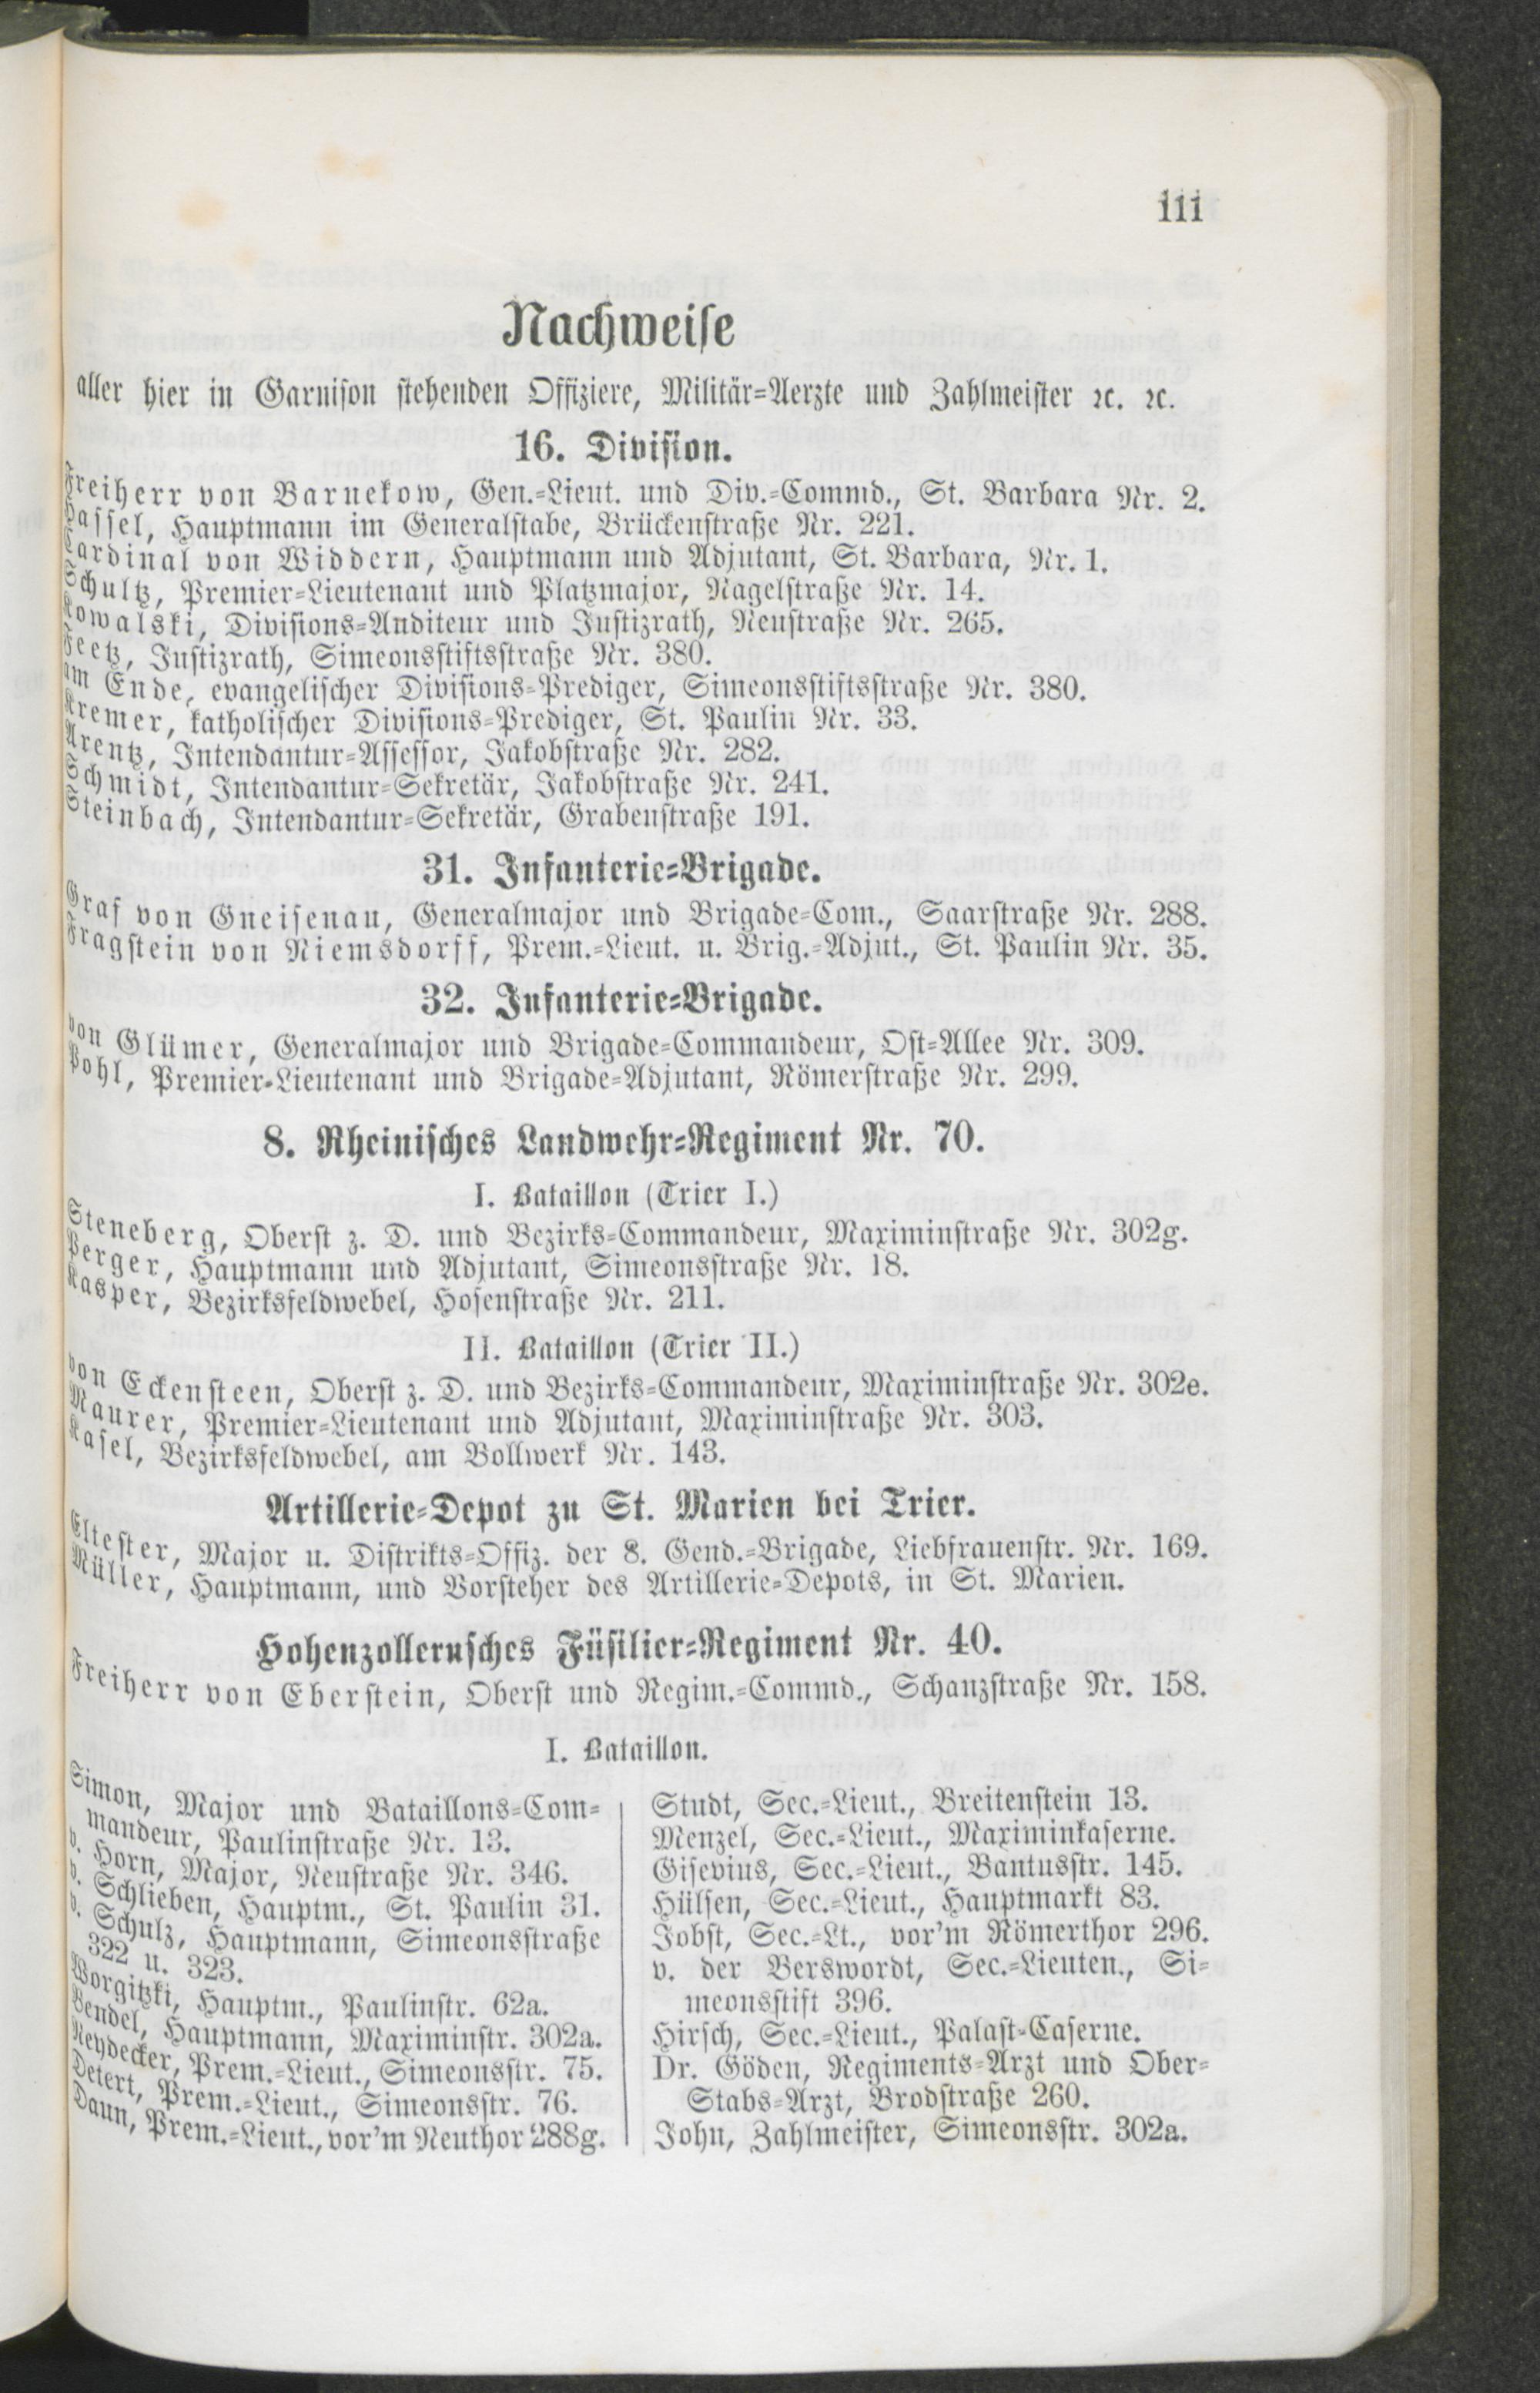 111
Nachweise
aller hier in Garnison stehenden Offiziere, Militär=Aerzte und Zahlmeister ꝛc. ꝛc.
16. Division.
Freiherr von Barnekow, Gen.=Lieut. und Div.=Commd., St. Barbara Nr. 2.
Hassel, Hauptmann im Generalstabe, Brückenstraße Nr. 221.
Cardinal von Widdern, Hauptmann und Adjutant, St. Barbara, Nr. 1.
Schultz, Premier=Lieutenant und Platzmajor, Nagelstraße Nr. 14.
Kowalski, Divisions=Auditeur und Justizrath, Neustraße Nr. 265.
Feetz, Justizrath, Simeonsstiftsstraße Nr. 380.
am Ende, evangelischer Divisions=Prediger, Simeonsstiftsstraße Nr. 380.
Kremer, katholischer Divisions=Prediger, St. Paulin Nr. 33.
Arentz, Intendantur=Assessor, Jakobstraße Nr. 282.
Schmidt, Intendantur=Sekretär, Jakobstraße Nr. 241.
Steinbach, Intendantur=Sekretär, Grabenstraße 191.
31. Infanterie=Brigade.
Graf von Gneisenau, Generalmajor und Brigade=Com., Saarstraße Nr. 288.
Fragstein von Niemsdorff, Prem.=Lieut. u. Brig.=Adjut., St. Paulin Nr. 35.
32. Infanterie=Brigade.
von Glümer, Generalmajor und Brigade=Commandeur, Ost=Allee Nr. 309.
Pohl, Premier=Lieutenant und Brigade=Adjutant, Römerstraße Nr. 299.
8. Rheinisches Landwehr=Regiment Nr. 70.
I. Bataillon (Trier I.)
Steneberg, Oberst z. D. und Bezirks=Commandeur, Maximinstraße Nr. 302g.
Perger, Hauptmann und Adjutant, Simeonsstraße Nr. 18.
Kasper, Bezirksfeldwebel, Hosenstraße Nr. 211.
II. Bataillon (Trier II.)
von Eckensteen, Oberst z. D. und Bezirks=Commandeur, Maximinstraße Nr. 302e.
Maurer, Premier=Lieutenant und Adjutant, Maximinstraße Nr. 303.
Kasel, Bezirksfeldwebel, am Bollwerk Nr. 143.
Artillerie=Depot zu St. Marien bei Trier.
Eltester, Major u. Distrikts=Offiz. der 8. Gend.=Brigade, Liebfrauenstr. Nr. 169.
Müller, Hauptmann, und Vorsteher des Artillerie=Depots, in St. Marien.
Hohenzollernsches Füsilier=Regiment Nr. 40.
Freiherr von Eberstein, Oberst und Regim.=Commd., Schanzstraße Nr. 158.
I. Bataillon.
Simon, Major und Bataillons=Com=
mandeur, Paulinstraße Nr. 13.
v. Horn, Major, Neustraße Nr. 346.
v. Schlieben, Hauptm., St. Paulin 31.
v. Schulz, Hauptmann, Simeonsstraße
322 u. 323.
Worgitzki, Hauptm., Paulinstr. 62a.
Bendel, Hauptmann, Maximinstr. 302a.
Neydecker, Prem.=Lieut., Simeonsstr. 75.
Detert, Prem.=Lieut., Simeonsstr. 76.
Daun, Prem.=Lieut., vor'm Neuthor 288g.
Studt, Sec.=Lieut., Breitenstein 13.
Menzel, Sec.=Lieut., Maximinkaserne.
Gisevius, Sec.=Lieut., Bantusstr. 145.
Hülsen, Sec.=Lieut., Hauptmarkt 83.
Jobst, Sec.=Lt., vor'm Römerthor 296.
v. der Berswordt, Sec.=Lieuten., Si=
meonsstift 396.
Hirsch, Sec.=Lieut., Palast=Caserne.
Dr. Göden, Regiments=Arzt und Ober=
Stabs=Arzt, Brodstraße 260.
John, Zahlmeister, Simeonsstr. 302a.